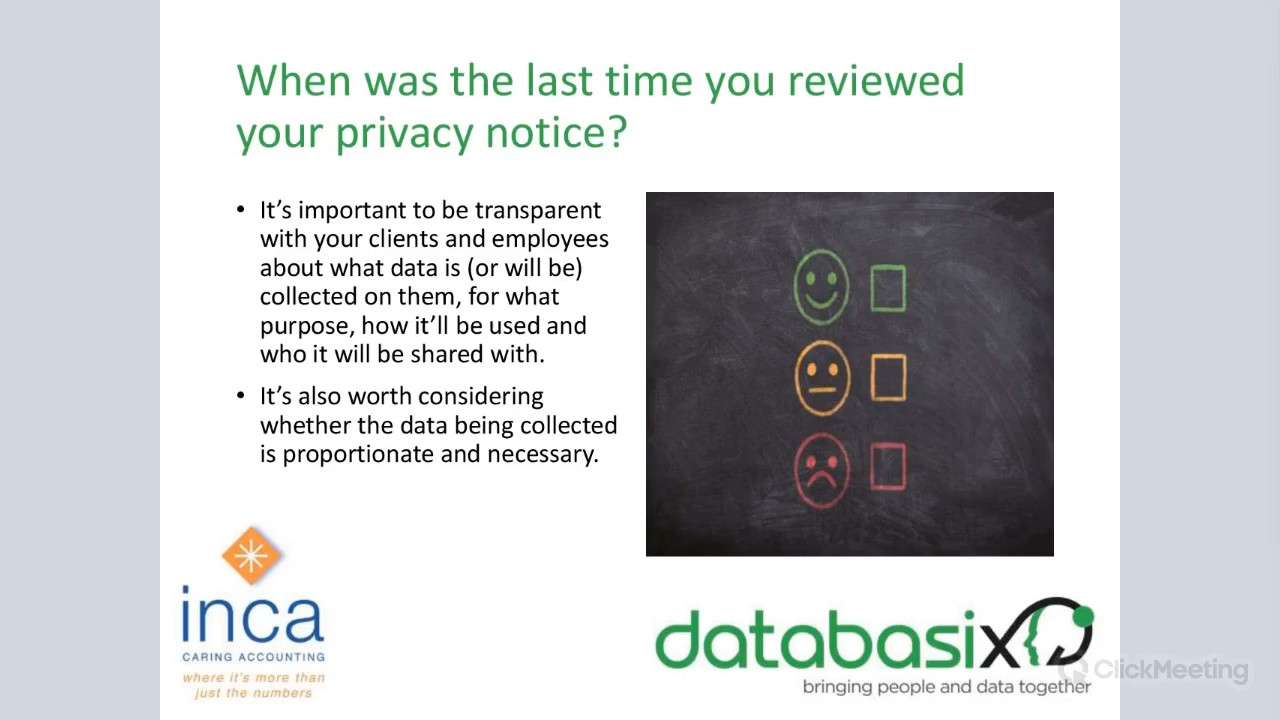 When was the last time you reviewed
your privacy notice?
• It’s important to be transparent
with your clients and employees
about what data is (or will be)
collected on them, for what
purpose, how it’ll be used and
who it will be shared with.
• It’s also worth considering
whether the data being collected
is proportionate and necessary.
inca
CARING ACCOUNTING
where it's more than
just the numbers
databasix
bringing people and data together
ClickMeeting